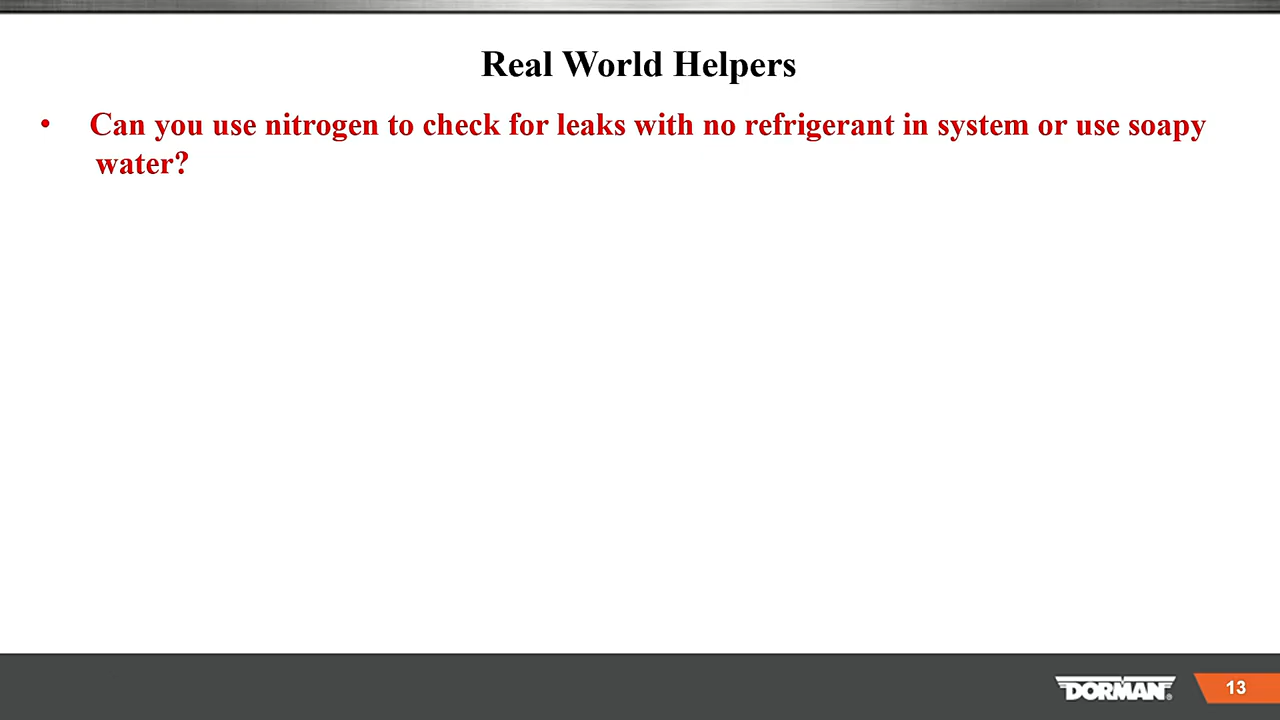 Real World Helpers
• Can you use nitrogen to check for leaks with no refrigerant in system or use soapy
water?
DORMAN®
13